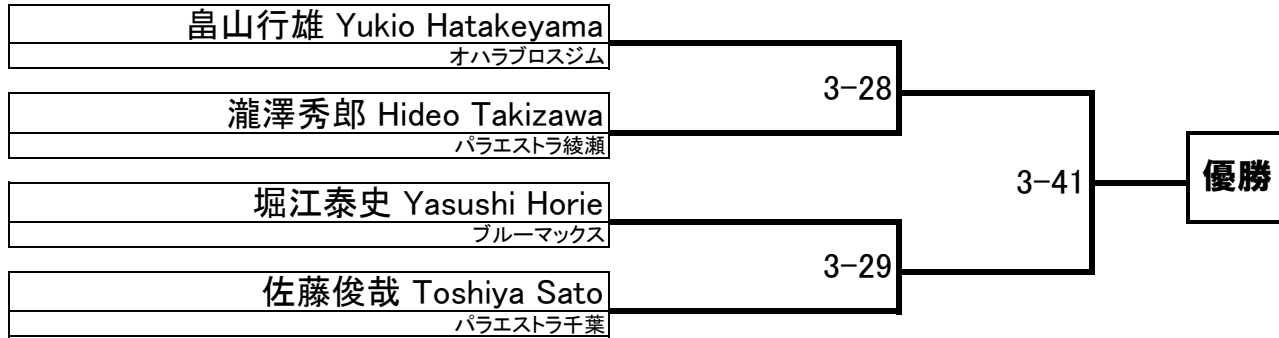 畠山行雄 Yukio Hatakeyama
オハラブロスジム
3-28
瀧澤秀郎 Hideo Takizawa
パラエストラ綾瀬
3-41
優勝
堀江泰史 Yasushi Horie
ブルーマックス
3-29
佐藤俊哉 Toshiya Sato
パラエストラ千葉